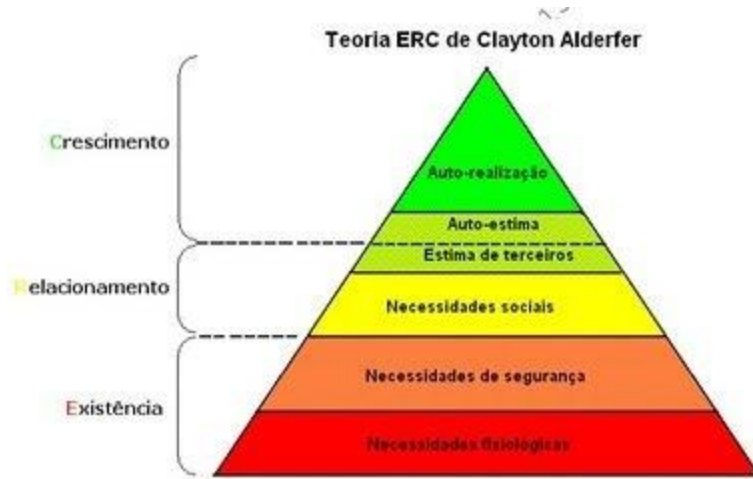 Teoria ERC de Clayton Alderfer
Crescimento
Auto-realização
Auto-estima
Estima de terceiros
Relacionamento
Necessidades sociais
Necessidades de segurança
Existência
Necessidades fisiológicas